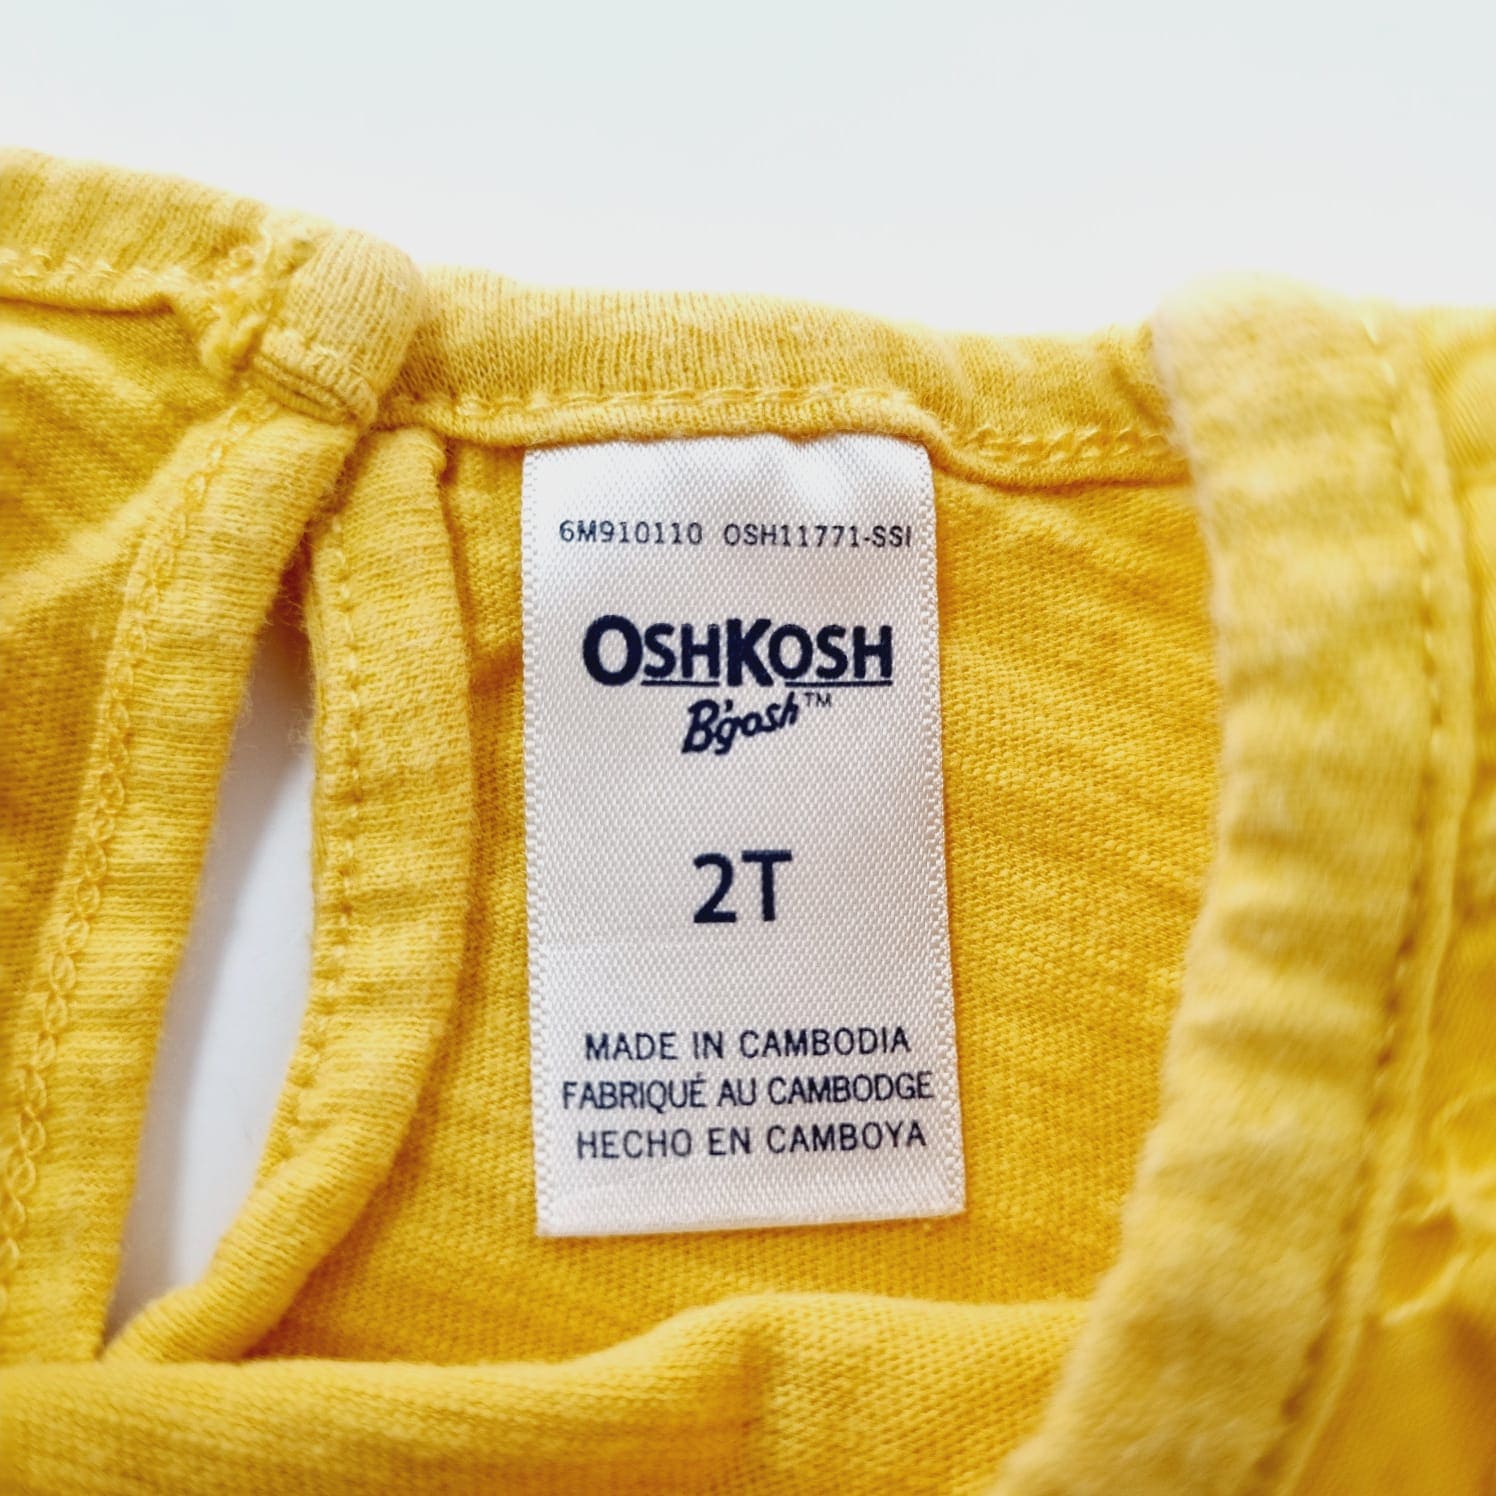 6M910110 OSH11771-SSI
OSHKOSH
B'gosh™
2T
MADE IN CAMBODIA
FABRIQUÉ AU CAMBODGE
HECHO EN CAMBOYA